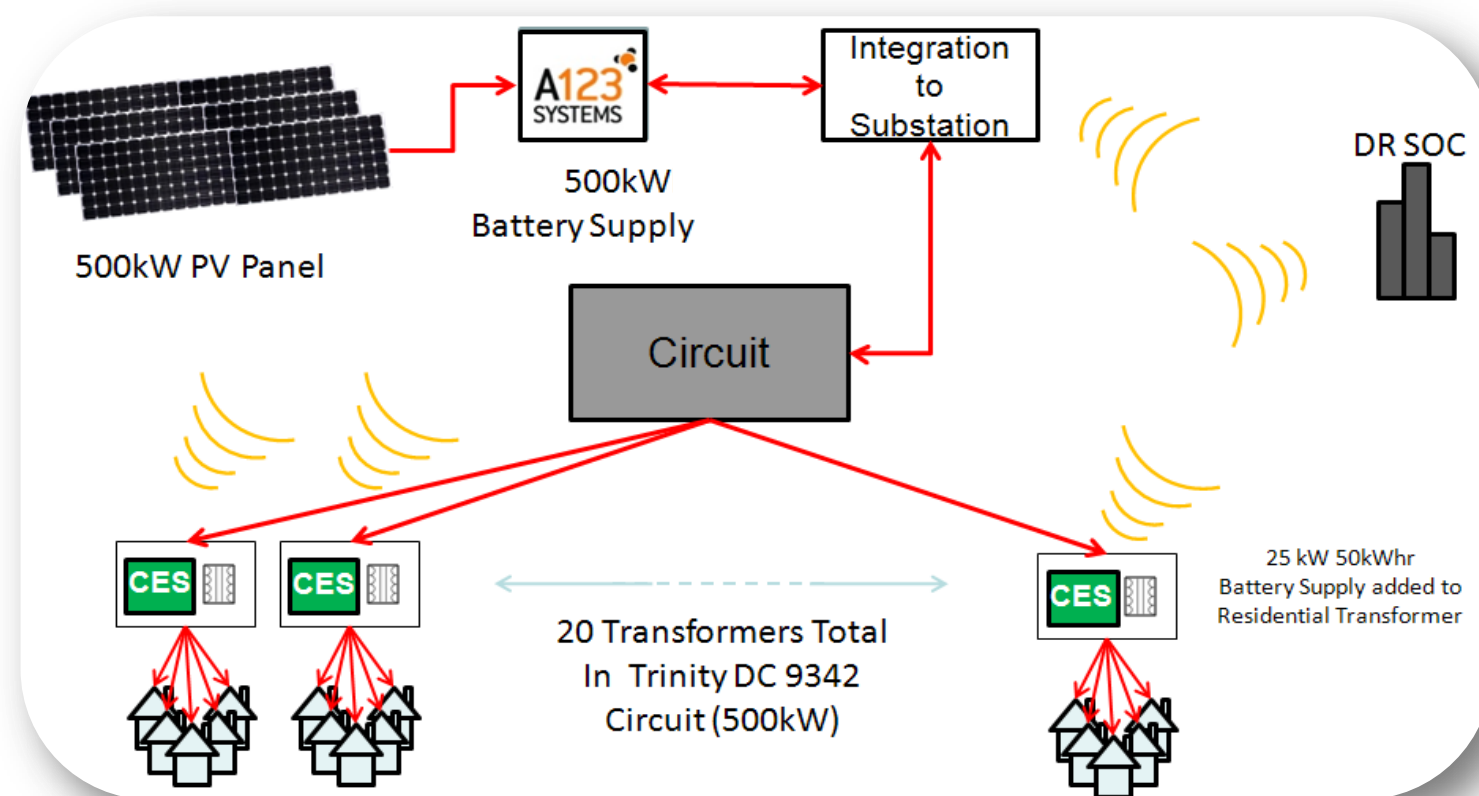 A123
SYSTEMS
Integration
to
Substation
DR SOC
500kW
Battery Supply
500kW PV Panel
Circuit
CES
CES
CES
25 kW 50kWhr
Battery Supply added to
Residential Transformer
20 Transformers Total
In Trinity DC 9342
Circuit (500kW)